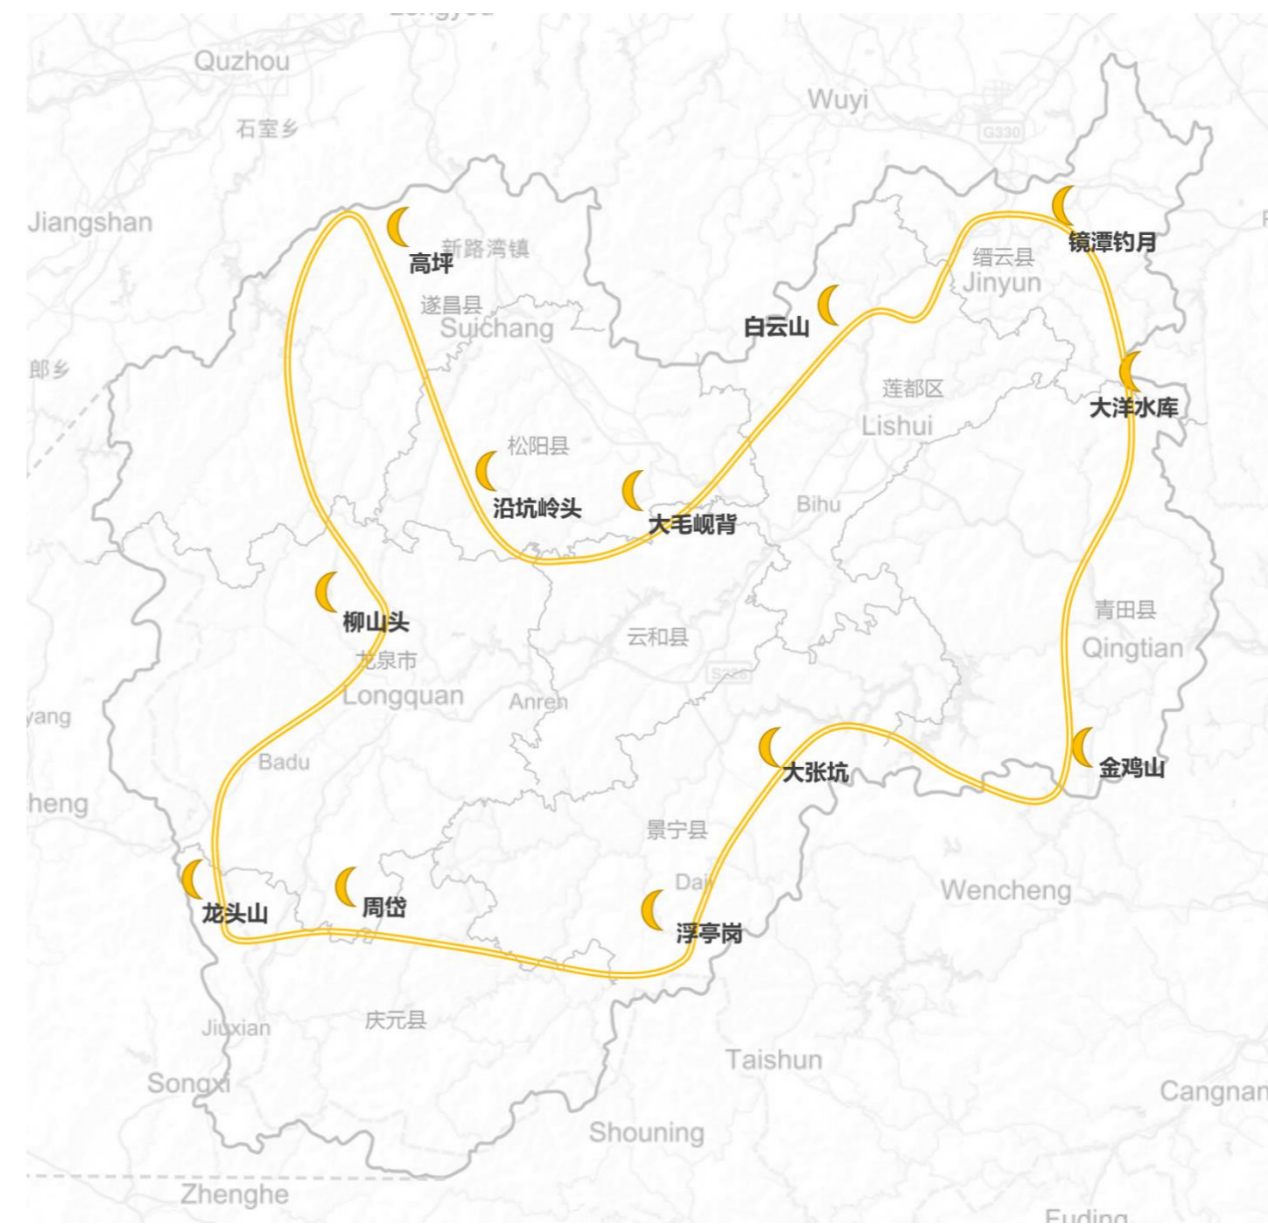 Quzhou
Wuyi
石室乡
G330
Jiangshan
镜潭钓月
高坪
新路湾镇
缙云县
Jinyun
遂昌县
Suichang
白云山
郎乡
莲都区
大洋水库
Lishui
松阳县
沿坑岭头
Bihu
大毛岘背
青田县
柳山头
云和县
Qingtian
龙泉市
Longquan
Anren
yang
Badu
大张坑
金鸡山
cheng
景宁县
Wencheng
周岱
龙头山
浮亭岗
庆元县
Jiuxian
Taishun
Songxi
Cangnan
Shouning
Zhenghe